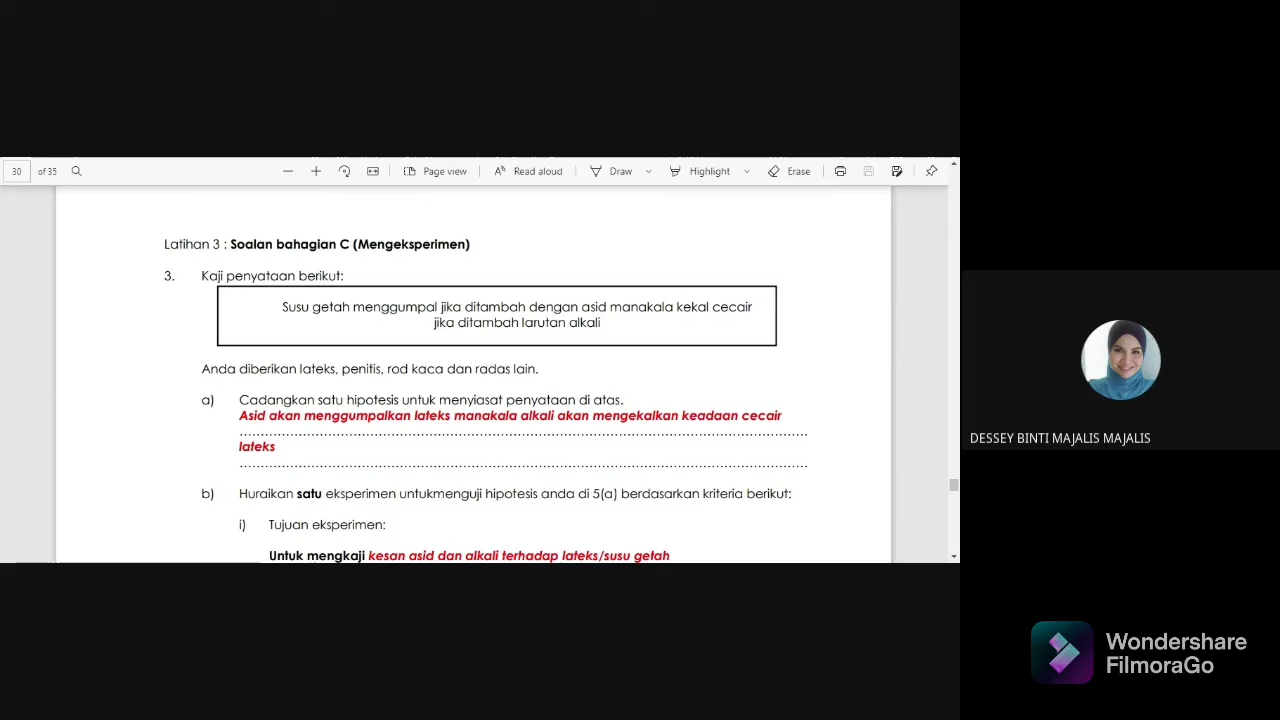 30 of 35 Page view Read aloud Draw Highlight Erase
Latihan 3 : Soalan bahagian C (Mengeksperimen)
3. Kaji penyataan berikut:
Susu getah menggumpal jika ditambah dengan asid manakala kekal cecair
jika ditambah larutan alkali
Anda diberikan lateks, penitis, rod kaca dan radas lain.
a) Cadangkan satu hipotesis untuk menyiasat penyataan di atas.
Asid akan menggumpalkan lateks manakala alkali akan mengekalkan keadaan cecair
lateks
b) Huraikan satu eksperimen untukmenguji hipotesis anda di 5(a) berdasarkan kriteria berikut:
i) Tujuan eksperimen:
Untuk mengkaji kesan asid dan alkali terhadap lateks/susu getah
DESSEY BINTI MAJALIS MAJALIS
Wondershare
FilmoraGo